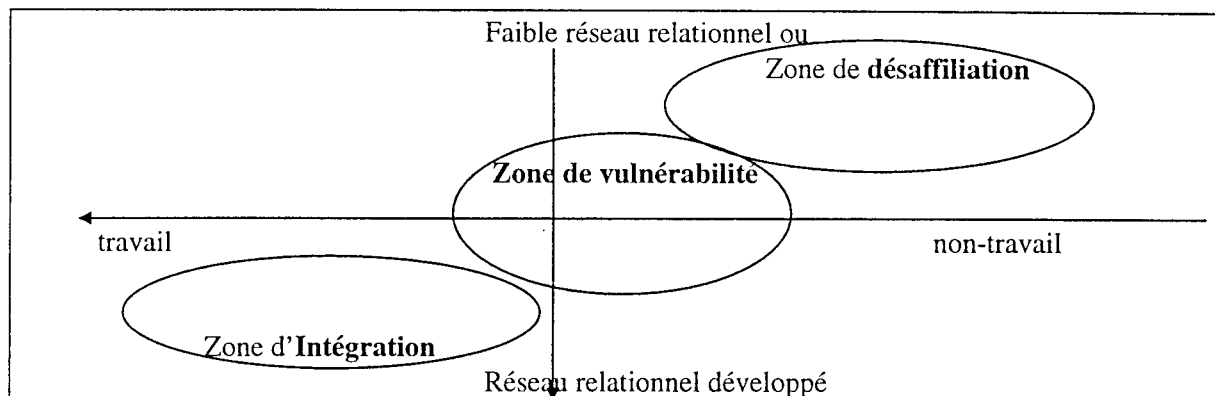 Faible réseau relationnel ou
Zone de désaffiliation
Zone de vulnérabilité
travail
non-travail
Zone d'Intégration
Réseau relationnel développé